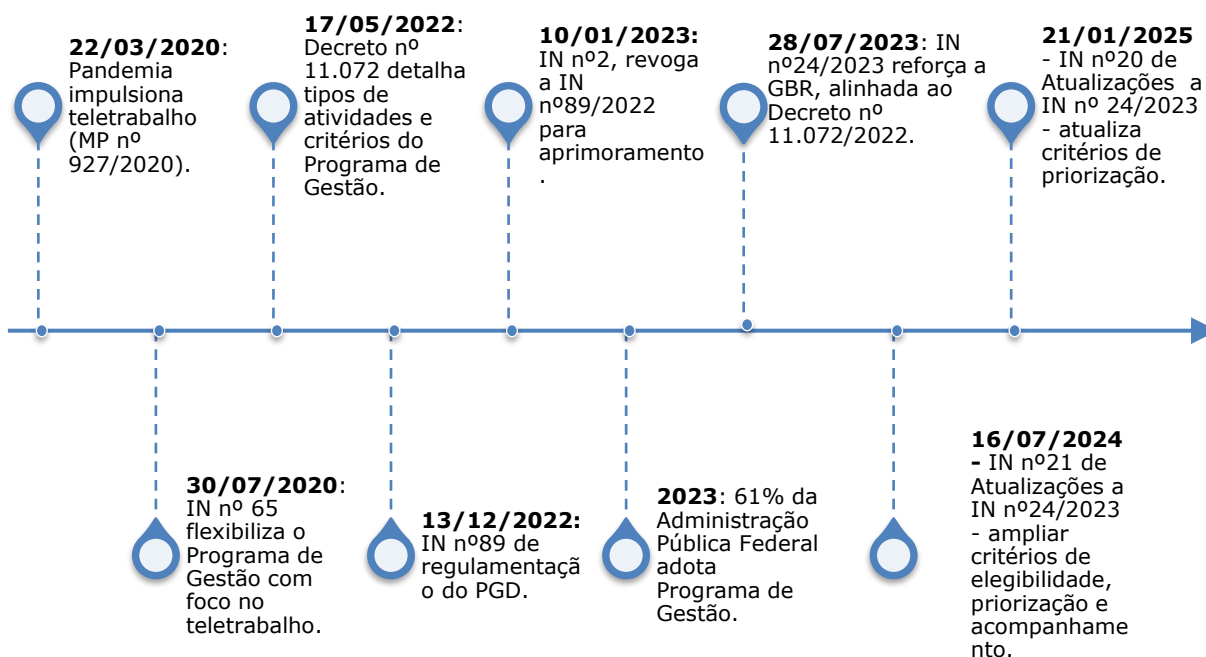 22/03/2020:
Pandemia
impulsiona
teletrabalho
(MP nº
927/2020).
17/05/2022:
Decreto nº
11.072 detalha
tipos de
atividades e
critérios do
Programa de
Gestão.
10/01/2023:
IN nº2, revoga
a IN
nº89/2022
para
aprimoramento
.
28/07/2023: IN
nº24/2023 reforça a
GBR, alinhada ao
Decreto nº
11.072/2022.
21/01/2025
- IN nº20 de
Atualizações a
IN nº 24/2023
- atualiza
critérios de
priorização.
30/07/2020:
IN nº 65
flexibiliza o
Programa de
Gestão com
foco no
teletrabalho.
13/12/2022:
IN nº89 de
regulamentaçã
o do PGD.
2023: 61% da
Administração
Pública Federal
adota
Programa de
Gestão.
16/07/2024
- IN nº21 de
Atualizações a
IN nº24/2023
- ampliar
critérios de
elegibilidade,
priorização e
acompanhame
nto.